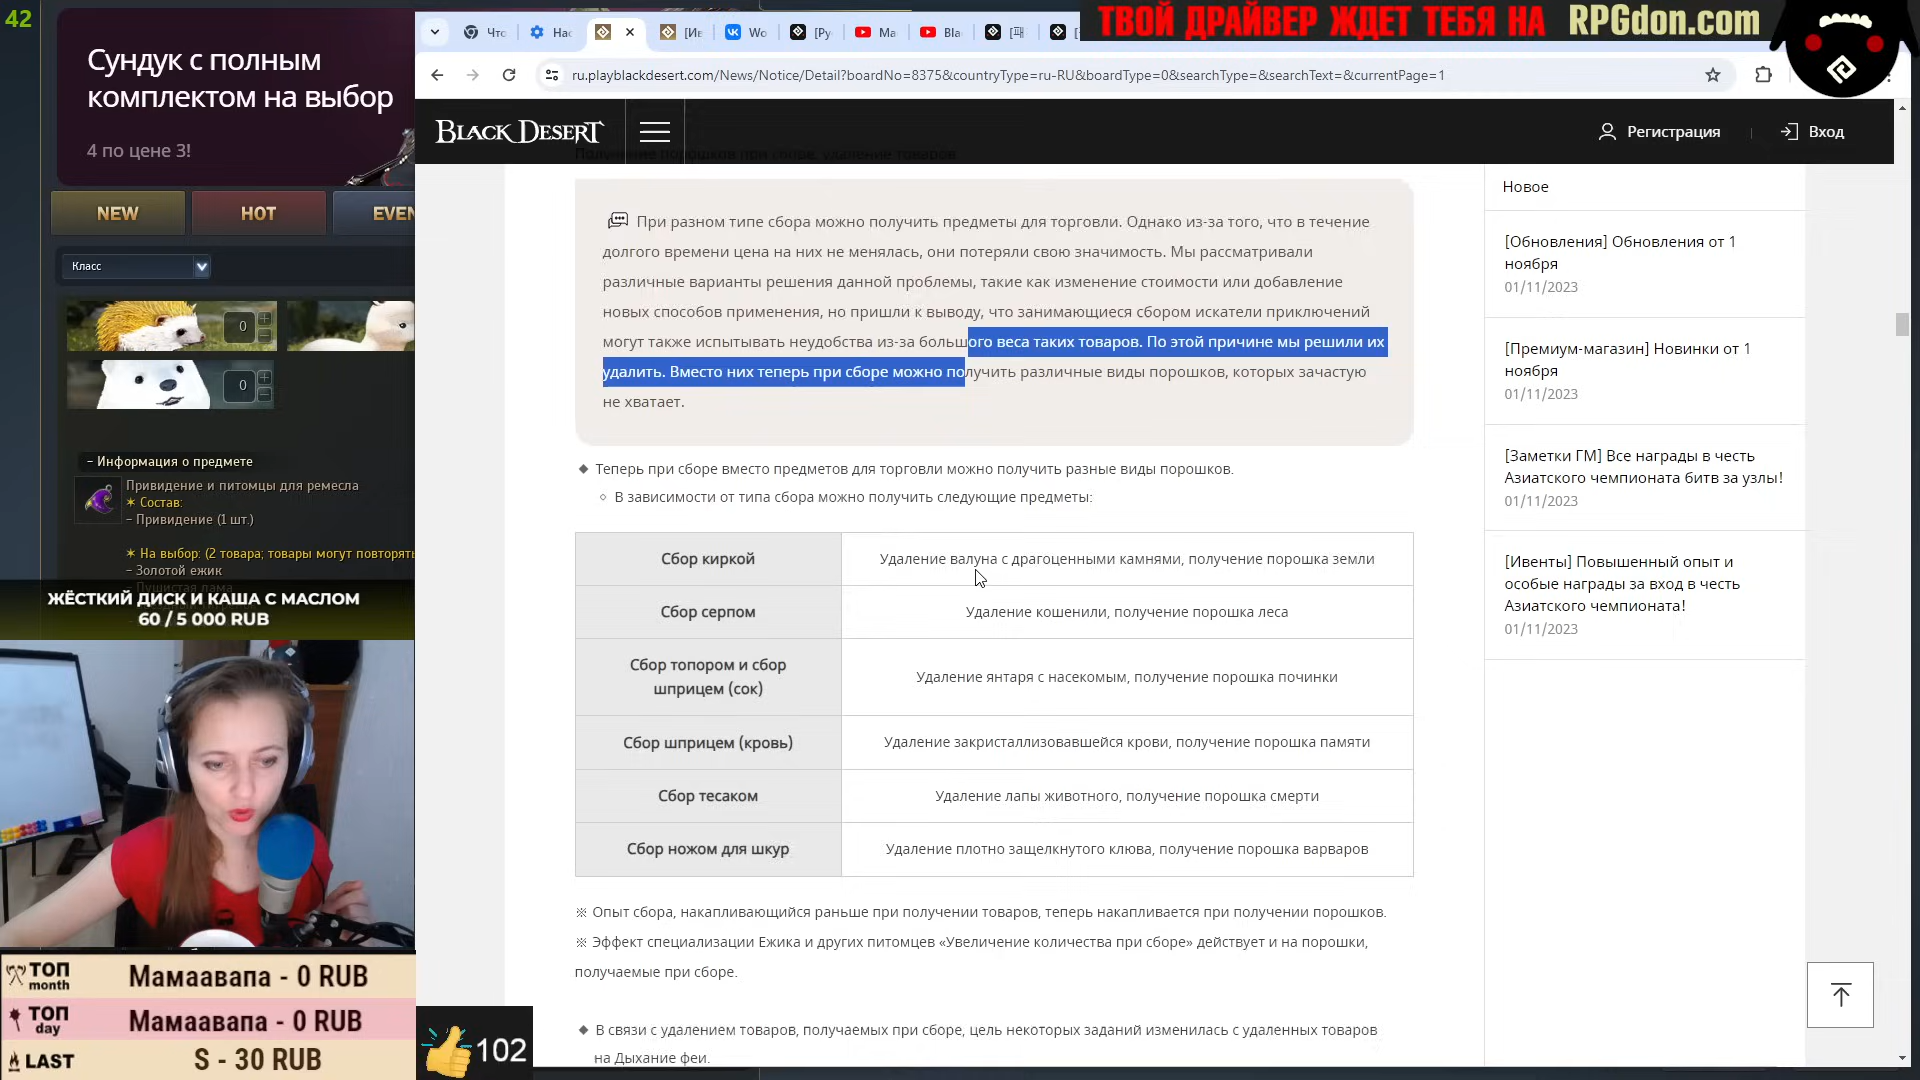 42
Сундук с полным
комплектом на выбор
4 по цене 3!
NEW
HOT
EVEN
Класс
0
0
– Информация о предмете
Привидение и питомцы для ремесла
✶ Состав:
– Привидение (1 шт.)
✶ На выбор: (2 товара; товары могут повторять
– Золотой ежик
ЖЁСТКИЙ ДИСК И КАША С МАСЛОМ
60 / 5 000 RUB
ТОП
month
Мамаавапа - 0 RUB
ТОП
day
Мамаавапа - 0 RUB
LAST
S - 30 RUB
102
Что
Нас
[Ив
Wo
[Ру
Ма
Bla
ТВОЙ ДРАЙВЕР ЖДЕТ ТЕБЯ НА RPGdon.com
ru.playblackdesert.com/News/Notice/Detail?boardNo=8375&countryType=ru-RU&boardType=0&searchType=&searchText=&currentPage=1
BLACK DESERT
Регистрация
Вход
Получение порошков при сборе, удаление товаров
При разном типе сбора можно получить предметы для торговли. Однако из-за того, что в течение
долгого времени цена на них не менялась, они потеряли свою значимость. Мы рассматривали
различные варианты решения данной проблемы, такие как изменение стоимости или добавление
новых способов применения, но пришли к выводу, что занимающиеся сбором искатели приключений
могут также испытывать неудобства из-за большого веса таких товаров. По этой причине мы решили их
удалить. Вместо них теперь при сборе можно получить различные виды порошков, которых зачастую
не хватает.
◆ Теперь при сборе вместо предметов для торговли можно получить разные виды порошков.
○ В зависимости от типа сбора можно получить следующие предметы:
Сбор киркой
Удаление валуна с драгоценными камнями, получение порошка земли
Сбор серпом
Удаление кошенили, получение порошка леса
Сбор топором и сбор
шприцем (сок)
Удаление янтаря с насекомым, получение порошка починки
Сбор шприцем (кровь)
Удаление закристаллизовавшейся крови, получение порошка памяти
Сбор тесаком
Удаление лапы животного, получение порошка смерти
Сбор ножом для шкур
Удаление плотно защелкнутого клюва, получение порошка варваров
※ Опыт сбора, накапливающийся раньше при получении товаров, теперь накапливается при получении порошков.
※ Эффект специализации Ежика и других питомцев «Увеличение количества при сборе» действует и на порошки,
получаемые при сборе.
◆ В связи с удалением товаров, получаемых при сборе, цель некоторых заданий изменилась с удаленных товаров
на Дыхание феи.
Новое
[Обновления] Обновления от 1
ноября
01/11/2023
[Премиум-магазин] Новинки от 1
ноября
01/11/2023
[Заметки ГМ] Все награды в честь
Азиатского чемпионата битв за узлы!
01/11/2023
[Ивенты] Повышенный опыт и
особые награды за вход в честь
Азиатского чемпионата!
01/11/2023